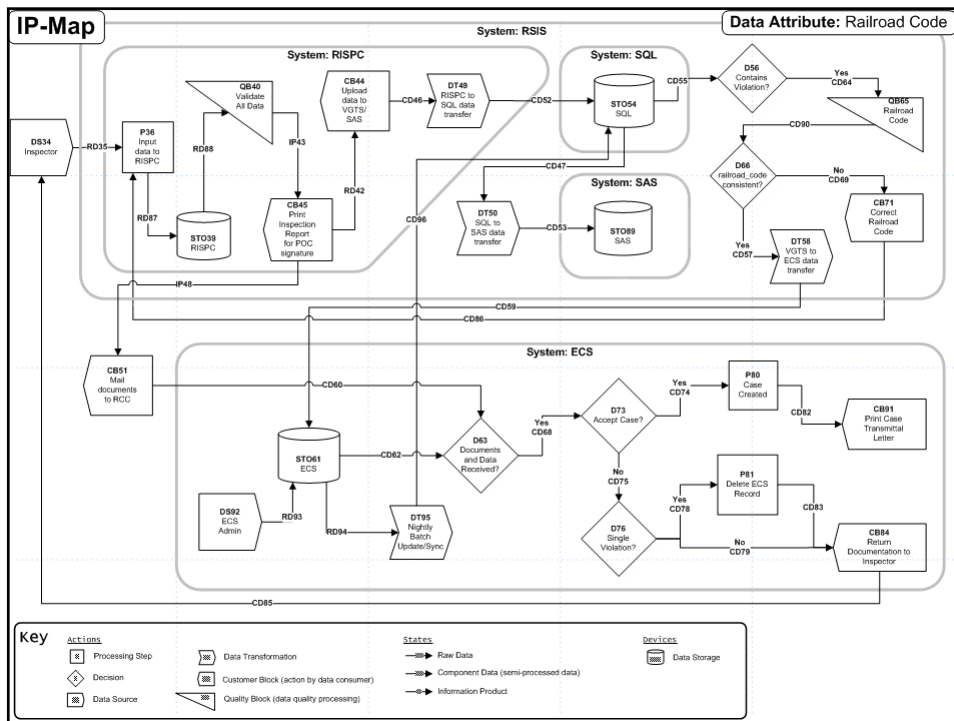 IP-Map
Data Attribute: Railroad Code
System: RSIS
System: RISPC
System: SQL
QB40
Validate
All Data
CB44
Upload
data to
VGTS/
SAS
CD46
DT49
RISPC to
SQL data
transfer
CD52
STO54
SQL
CD55
D56
Contains
Violation?
Yes
CD64
QB65
Railroad
Code
CD90
DS34
Inspector
RD35
P36
Input
data to
RISPC
RD88
IP43
RD42
CD47
D66
railroad_code
consistent?
No
CD69
CB71
Correct
Railroad
Code
RD87
STO39
RISPC
CB45
Print
Inspection
Report
for POC
signature
CD96
System: SAS
DT50
SQL to
SAS data
transfer
CD53
STO89
SAS
Yes
CD57
DT58
VGTS to
ECS data
transfer
IP48
CD59
CD86
System: ECS
CB51
Mail
documents
to RCC
CD60
D73
Accept Case?
Yes
CD74
P80
Case
Created
CD82
CB91
Print Case
Transmittal
Letter
STO61
ECS
CD62
D63
Documents
and Data
Received?
Yes
CD68
No
CD75
DS92
ECS
Admin
RD93
RD94
DT95
Nightly
Batch
Update/Sync
D76
Single
Violation?
Yes
CD78
P81
Delete ECS
Record
CD83
No
CD79
CB84
Return
Documentation to
Inspector
CD85
Key
Actions
Processing Step
Decision
Data Source
Data Transformation
Customer Block (action by data consumer)
Quality Block (data quality processing)
States
Raw Data
Component Data (semi-processed data)
Information Product
Devices
Data Storage